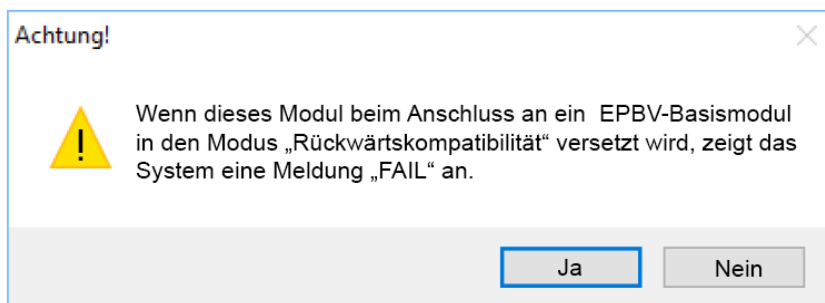 Achtung!
Wenn dieses Modul beim Anschluss an ein EPBV-Basismodul
in den Modus „Rückwärtskompatibilität“ versetzt wird, zeigt das
System eine Meldung „FAIL“ an.
Ja
Nein